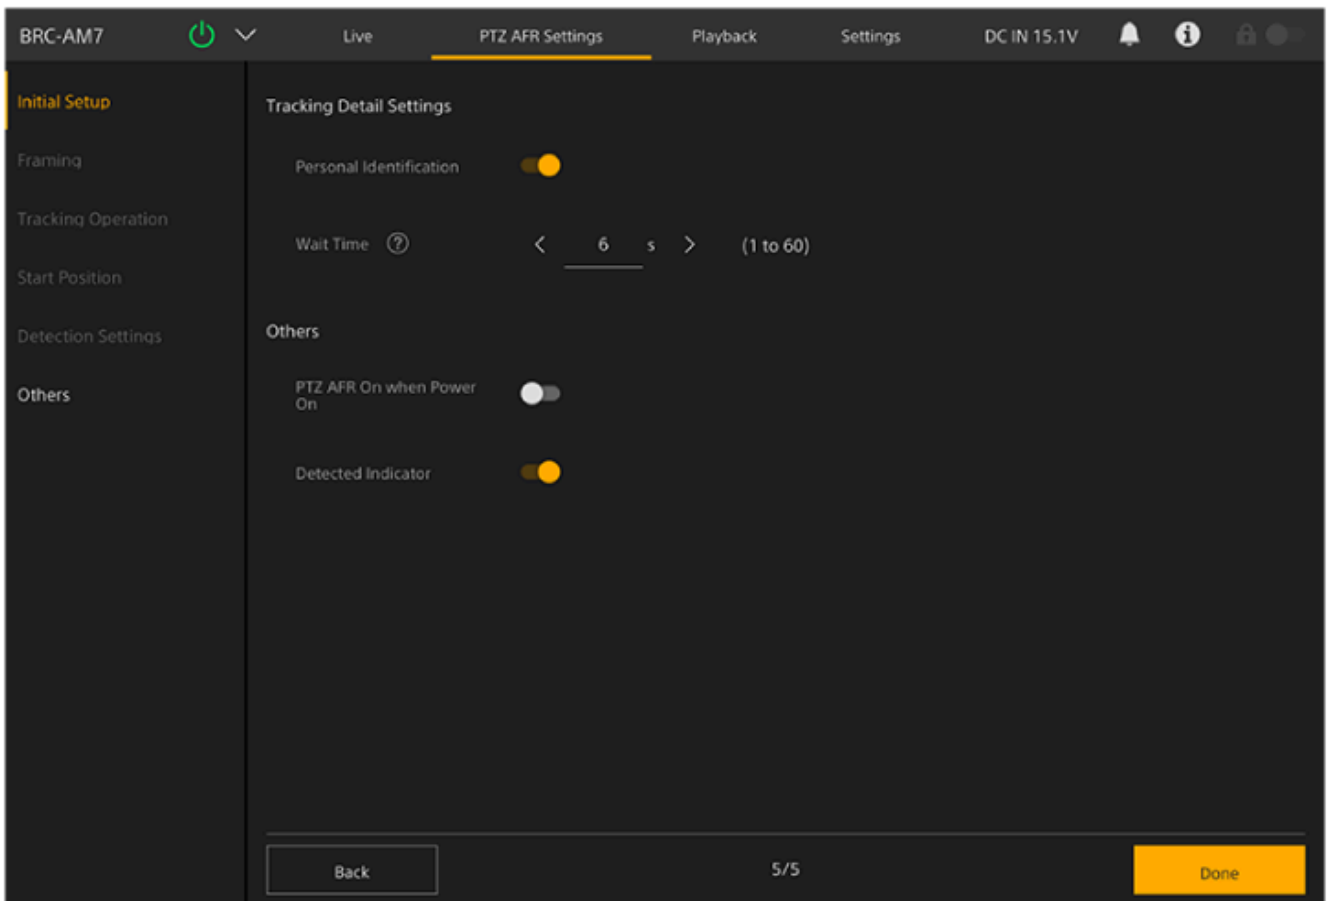 BRC-AM7 Live PTZ AFR Settings Playback Settings DC IN 15.1V
Initial Setup
Framing
Tracking Operation
Start Position
Detection Settings
Others
Tracking Detail Settings
Personal Identification
Wait Time ? < 6 s > (1 to 60)
Others
PTZ AFR On when Power
On
Detected Indicator
Back 5/5 Done